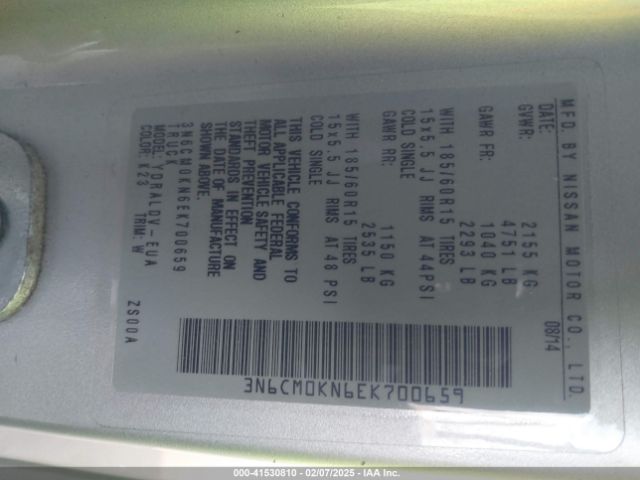 MFD. BY NISSAN MOTOR CO., LTD.
DATE: 08/14
GVWR: 2155 KG
4751 LB
GAWR FR: 1040 KG
2293 LB
WITH 185/60R15 TIRES
15x5.5 JJ RIMS AT 44PSI
COLD SINGLE
GAWR RR: 1150 KG
2535 LB
WITH 185/60R15 TIRES
15x5.5 JJ RIMS AT 48 PSI
COLD SINGLE
THIS VEHICLE CONFORMS TO
ALL APPLICABLE FEDERAL
MOTOR VEHICLE SAFETY AND
THEFT PREVENTION
STANDARDS IN EFFECT ON
THE DATE OF MANUFACTURE
SHOWN ABOVE.
3N6CM0KN6EK700659
TRUCK
MODEL: YDRALDV-EUA
COLOR: K23 TRIM: W
ZS00A
3N6CM0KN6EK700659
000-41530810 - 02/07/2025 - IAA Inc.